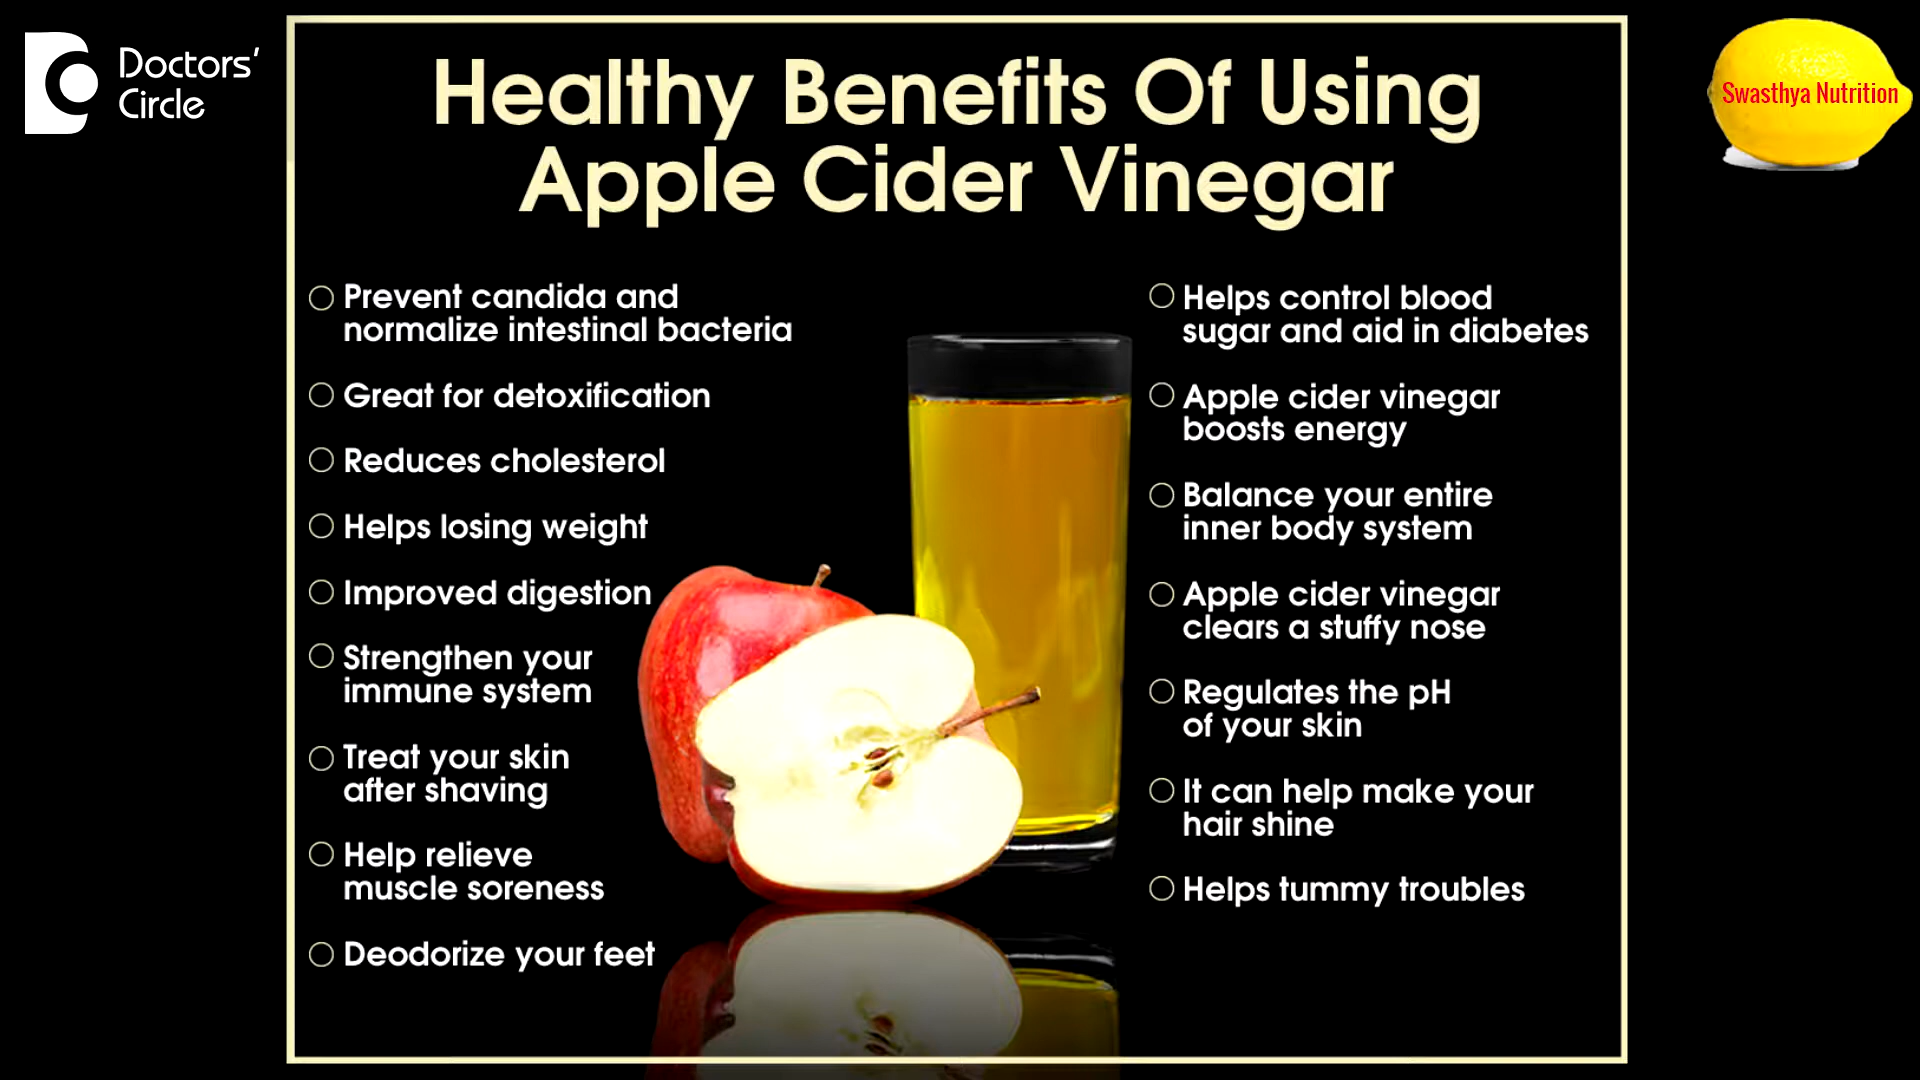 Doctors'
Circle
Swasthya Nutrition
Healthy Benefits Of Using
Apple Cider Vinegar
Prevent candida and
normalize intestinal bacteria
Great for detoxification
Reduces cholesterol
Helps losing weight
Improved digestion
Strengthen your
immune system
Treat your skin
after shaving
Help relieve
muscle soreness
Deodorize your feet
Helps control blood
sugar and aid in diabetes
Apple cider vinegar
boosts energy
Balance your entire
inner body system
Apple cider vinegar
clears a stuffy nose
Regulates the pH
of your skin
It can help make your
hair shine
Helps tummy troubles